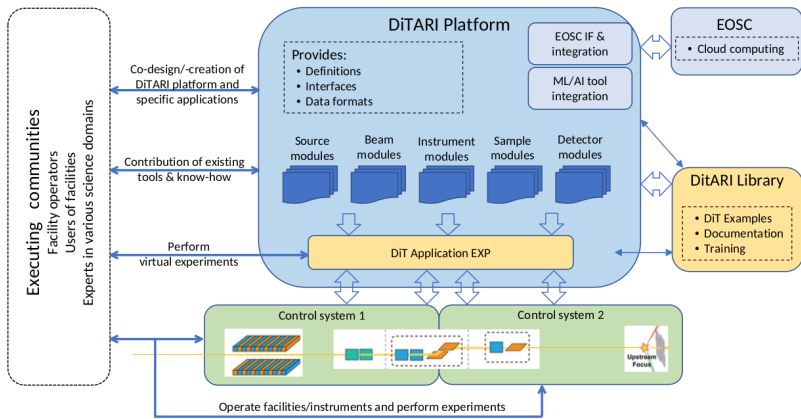 DiTARI Platform
Provides:
• Definitions
• Interfaces
• Data formats
EOSC IF &
integration
ML/AI tool
integration
EOSC
• Cloud computing
Executing communities
Facility operators
Users of facilities
Experts in various science domains
Co-design/-creation of
DiTARI platform and
specific applications
Contribution of existing
tools & know-how
Perform
virtual experiments
Source
modules
Beam
modules
Instrument
modules
Sample
modules
Detector
modules
DitARI Library
• DiT Examples
• Documentation
• Training
DiT Application EXP
Control system 1
Control system 2
Upstream
Focus
Operate facilities/instruments and perform experiments